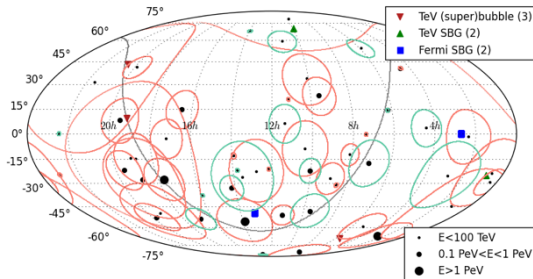 75°
60°
45°
30°
15°
0°
-15°
-30°
-45°
-60°
-75°
20h
16h
12h
8h
4h
TeV (super)bubble (3)
TeV SBG (2)
Fermi SBG (2)
E<100 TeV
0.1 PeV<E<1 PeV
E>1 PeV